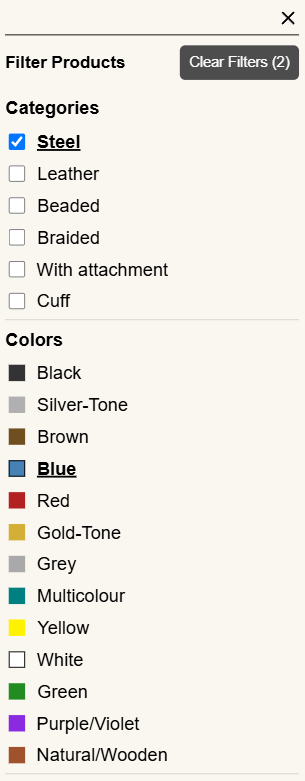 Filter Products
Clear Filters (2)
Categories
Steel
Leather
Beaded
Braided
With attachment
Cuff
Colors
Black
Silver-Tone
Brown
Blue
Red
Gold-Tone
Grey
Multicolour
Yellow
White
Green
Purple/Violet
Natural/Wooden